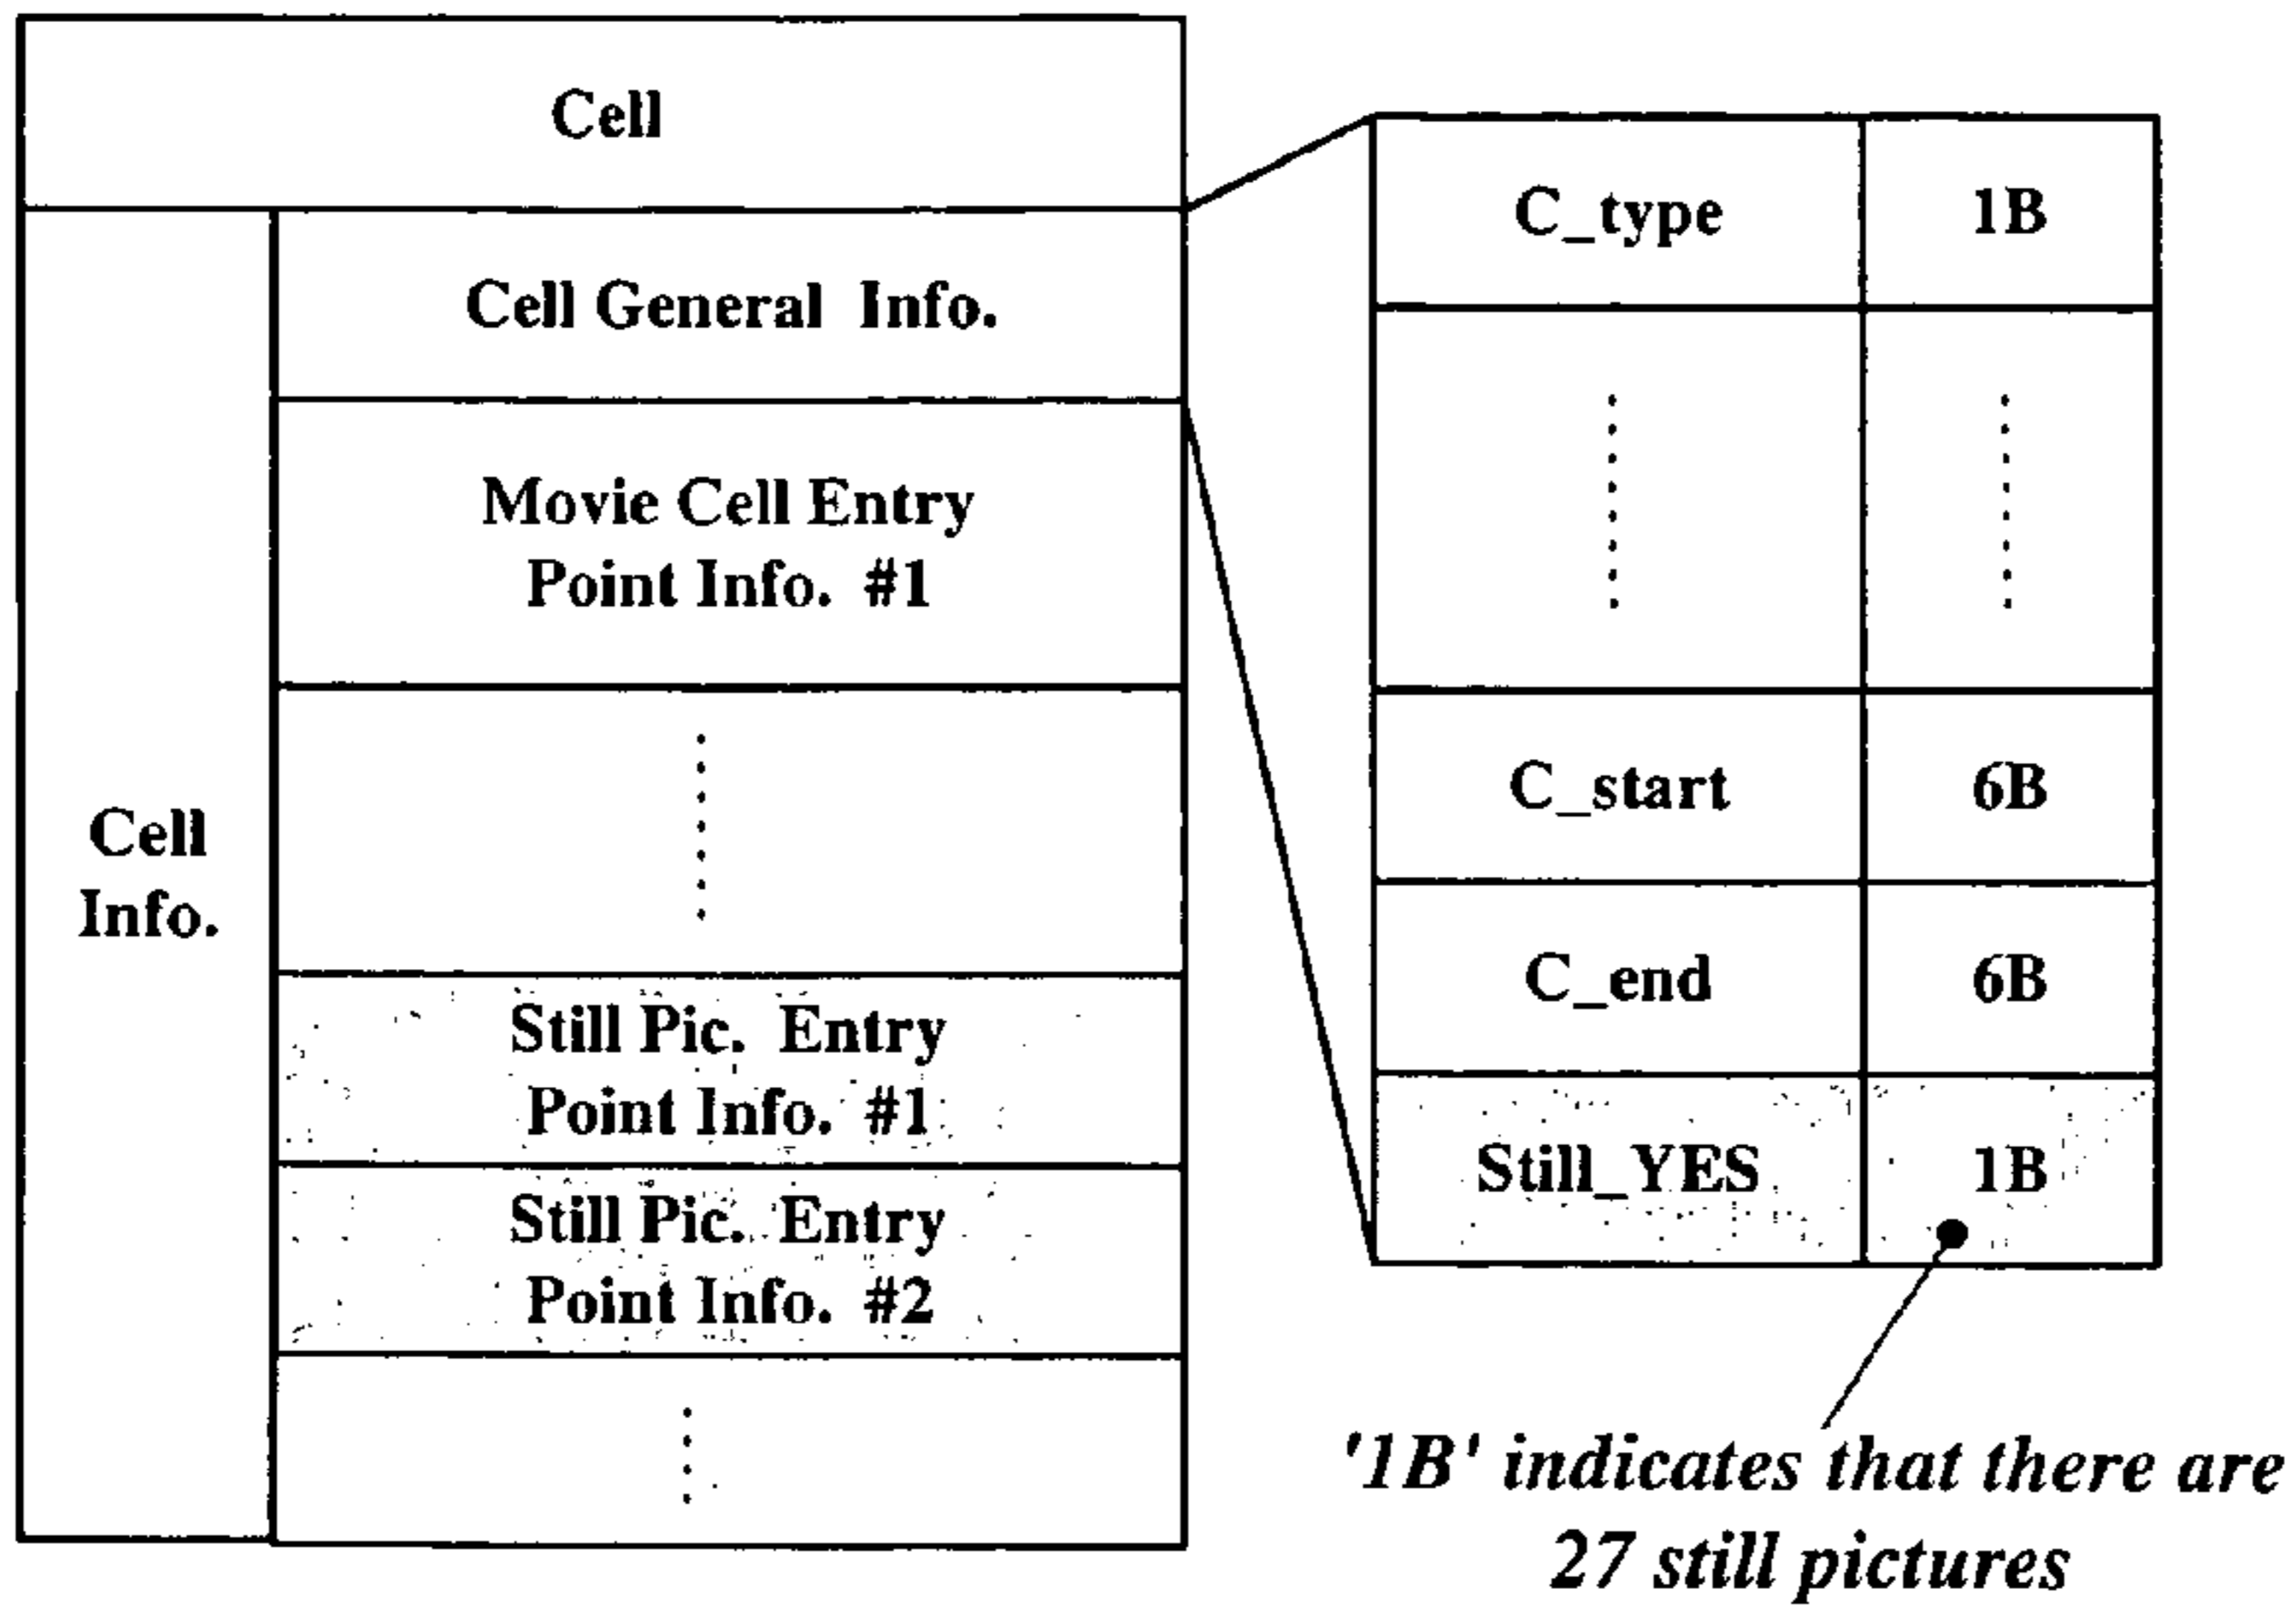 Cell
Cell
Info.
Cell General Info.
Movie Cell Entry
Point Info. #1
Still Pic. Entry
Point Info. #1
Still Pic. Entry
Point Info. #2
C_type 1B
C_start 6B
C_end 6B
Still_YES 1B
'1B' indicates that there are
27 still pictures